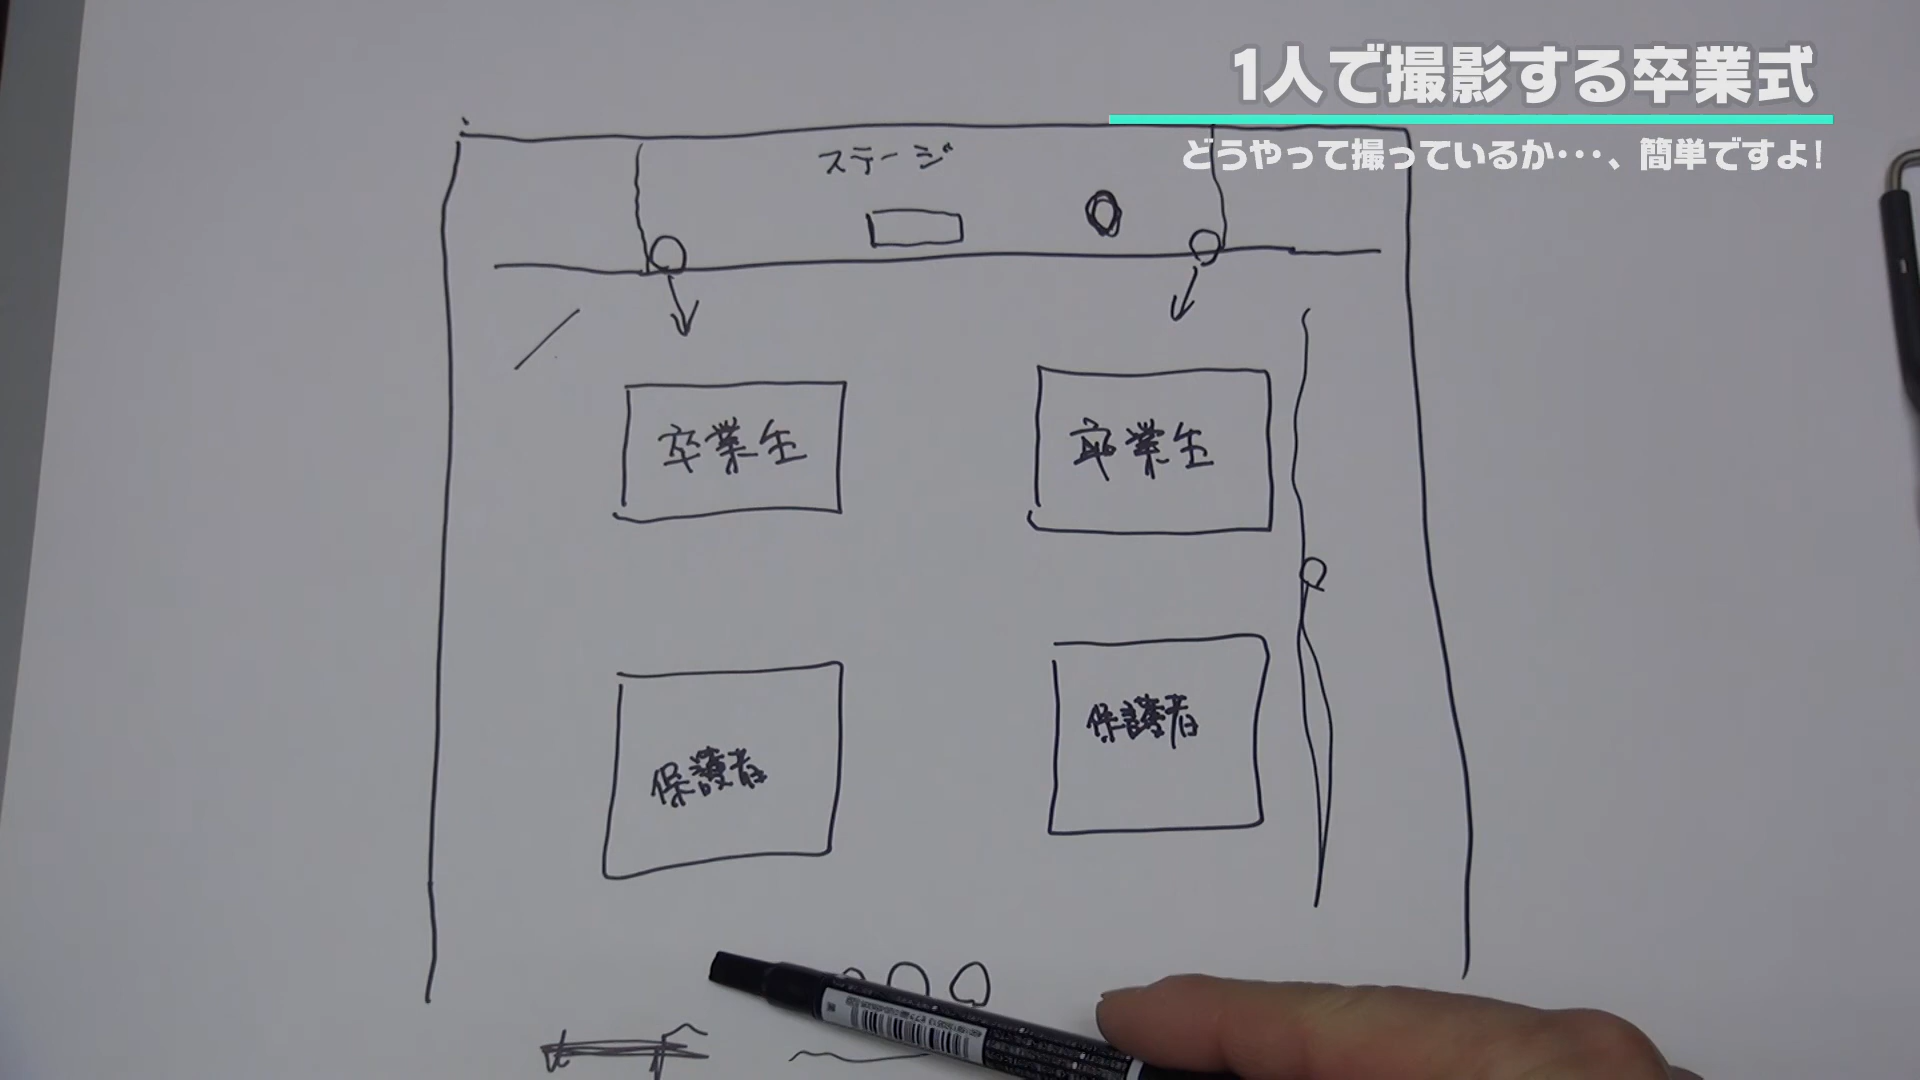 1人で撮影する卒業式
どうやって撮っているか･･･、簡単ですよ!
ステージ
卒業生
卒業生
保護者
保護者